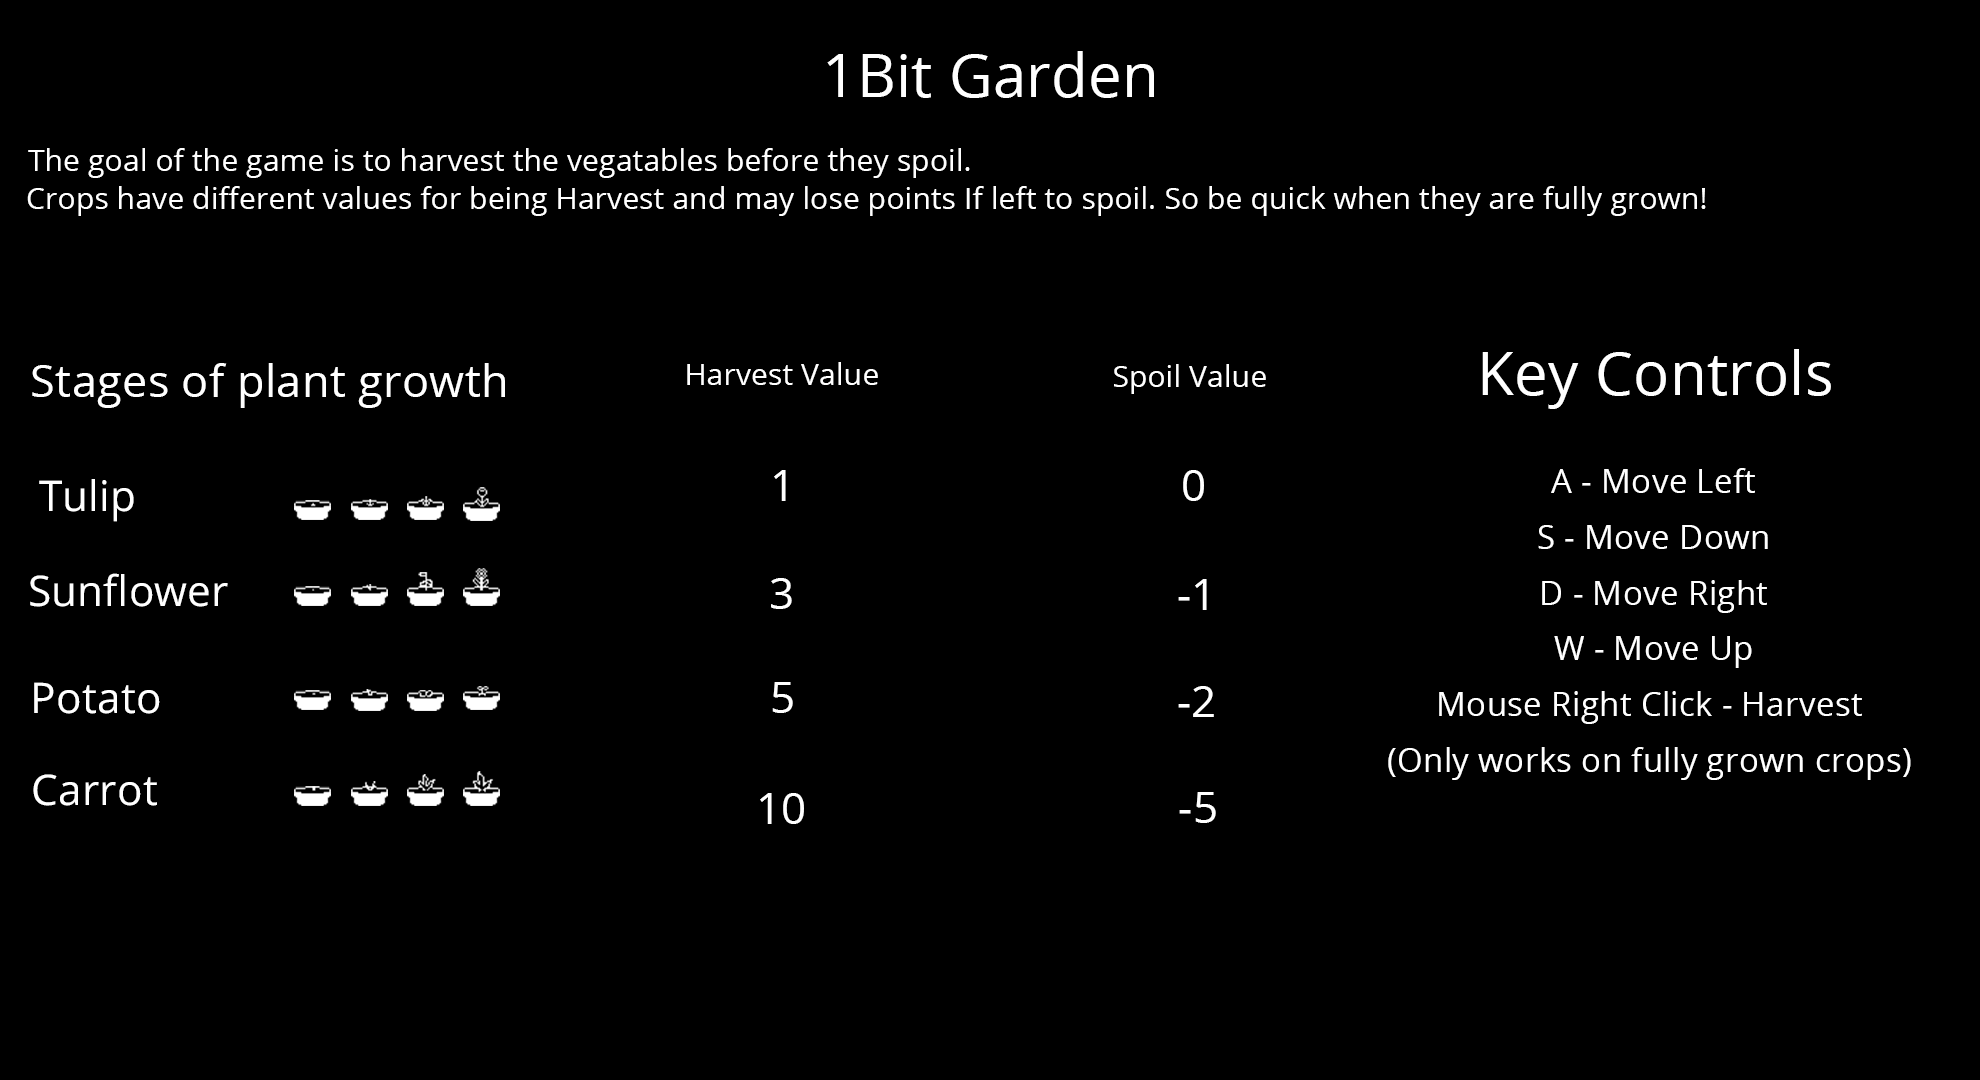 1Bit Garden
The goal of the game is to harvest the vegatables before they spoil.
Crops have different values for being Harvest and may lose points If left to spoil. So be quick when they are fully grown!
Stages of plant growth
Harvest Value
Spoil Value
Tulip
1
0
Sunflower
3
-1
Potato
5
-2
Carrot
10
-5
Key Controls
A - Move Left
S - Move Down
D - Move Right
W - Move Up
Mouse Right Click - Harvest
(Only works on fully grown crops)